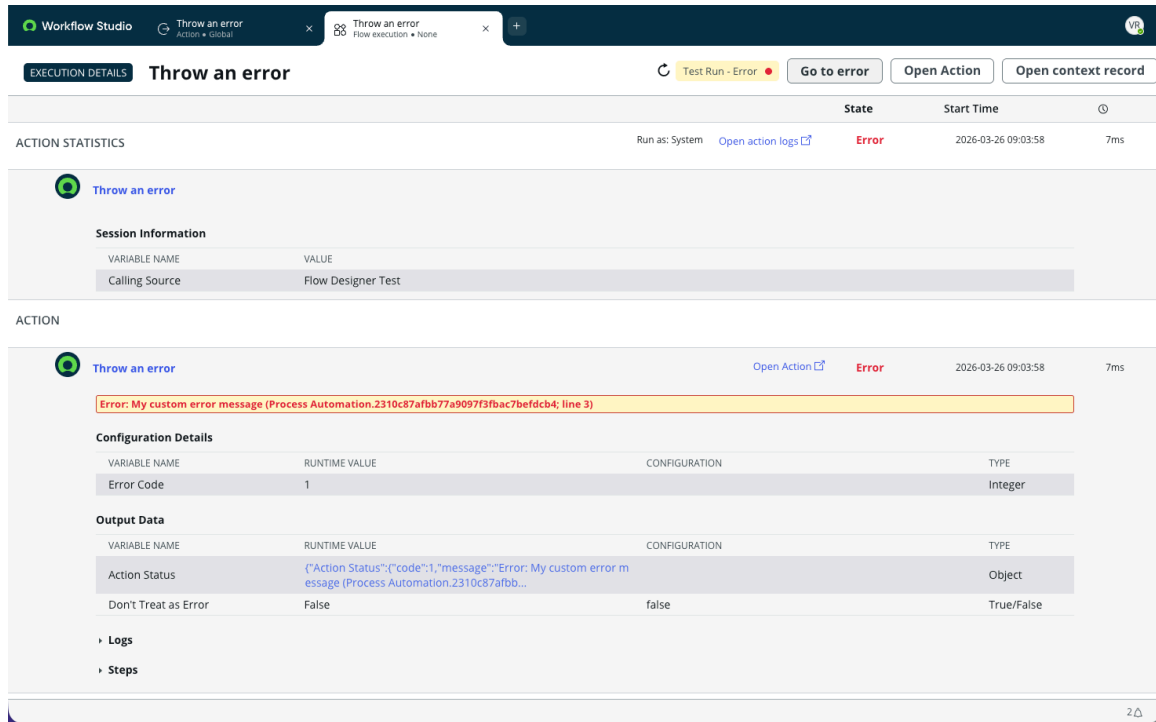 Workflow Studio
Throw an error
Action • Global
Throw an error
Flow execution • None
VR
EXECUTION DETAILS
Throw an error
Test Run - Error
Go to error
Open Action
Open context record
State
Start Time
ACTION STATISTICS
Run as: System
Open action logs
Error
2026-03-26 09:03:58
7ms
Throw an error
Session Information
VARIABLE NAME
VALUE
Calling Source
Flow Designer Test
ACTION
Throw an error
Open Action
Error
2026-03-26 09:03:58
7ms
Error: My custom error message (Process Automation.2310c87afbb77a9097f3fbac7befdcb4; line 3)
Configuration Details
VARIABLE NAME
RUNTIME VALUE
CONFIGURATION
TYPE
Error Code
1
Integer
Output Data
VARIABLE NAME
RUNTIME VALUE
CONFIGURATION
TYPE
Action Status
{"Action Status":{"code":1,"message":"Error: My custom error m
essage (Process Automation.2310c87afbb...
Object
Don't Treat as Error
False
false
True/False
Logs
Steps
2